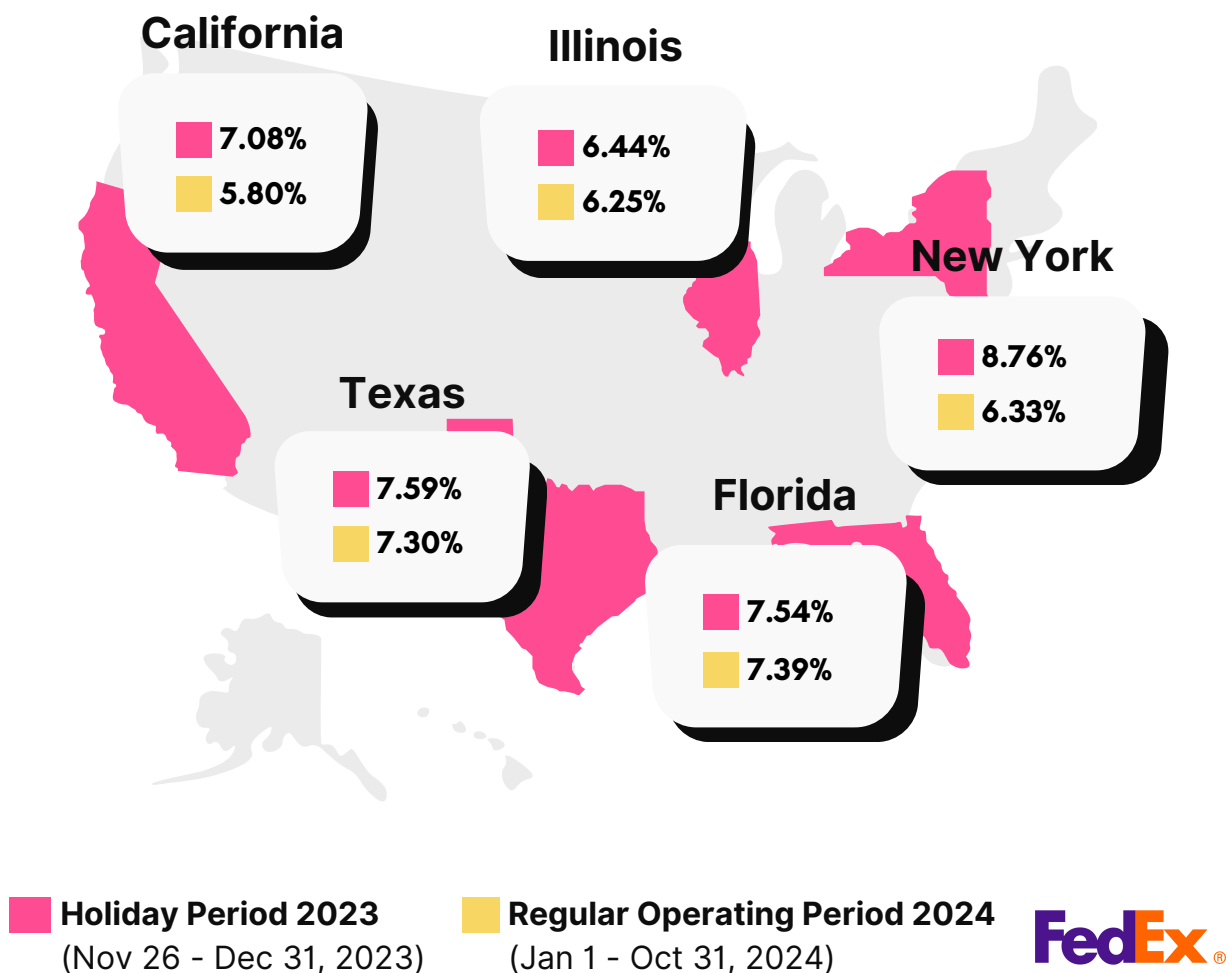 California
7.08%
5.80%
Illinois
6.44%
6.25%
New York
8.76%
6.33%
Texas
7.59%
7.30%
Florida
7.54%
7.39%
Holiday Period 2023
(Nov 26 - Dec 31, 2023)
Regular Operating Period 2024
(Jan 1 - Oct 31, 2024)
FedEx®